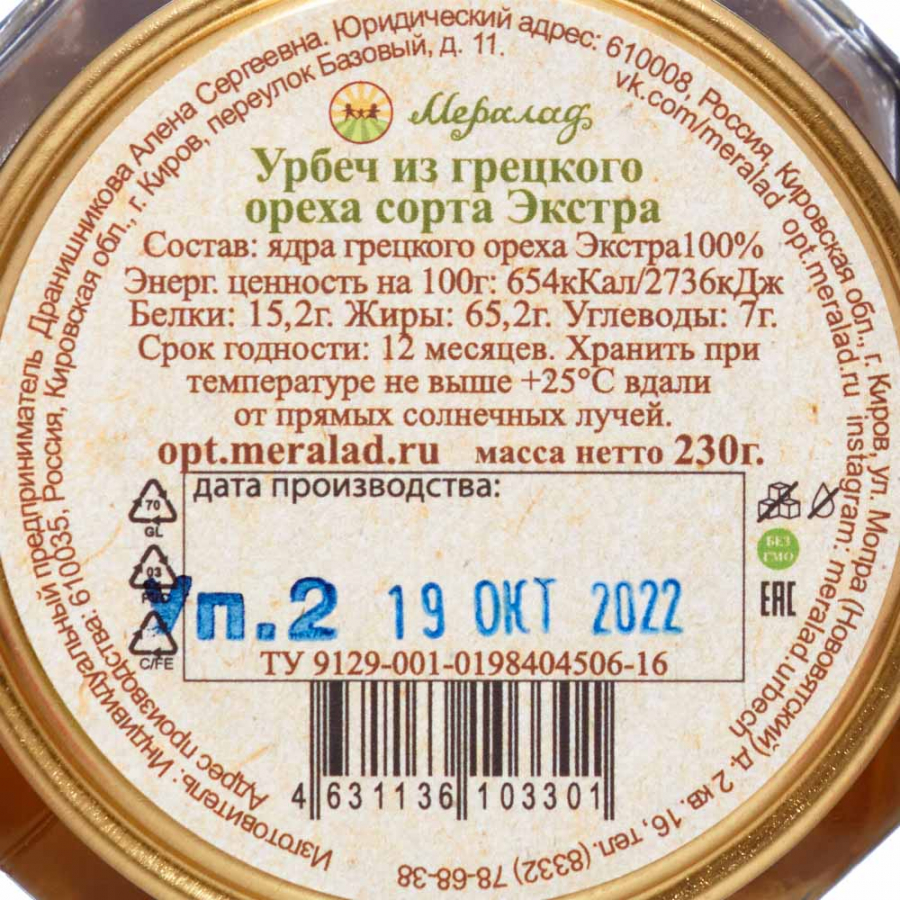 Изготовитель: Индивидуальный предприниматель Дранишникова Алена Сергеевна. Юридический адрес: 610008, Россия, Кировская обл., г. Киров, ул. Мопра (Нововятский) д. 2 кв. 16, тел. (8332) 78-68-38
Адрес производства: 610035, Россия, Кировская обл., г. Киров, переулок Базовый, д. 11.
vk.com/meralad opt.meralad.ru instagran: meralad.urbech
Мералад
Урбеч из грецкого
ореха сорта Экстра
Состав: ядра грецкого ореха Экстра100%
Энерг. ценность на 100г: 654кКал/2736кДж
Белки: 15,2г. Жиры: 65,2г. Углеводы: 7г.
Срок годности: 12 месяцев. Хранить при
температуре не выше +25°C вдали
от прямых солнечных лучей.
opt.meralad.ru масса нетто 230г.
дата производства:
70
GL
03
C/FE
БЕЗ
ГМО
EAC
Уп.2 19 ОКТ 2022
ТУ 9129-001-0198404506-16
4 631136 103301